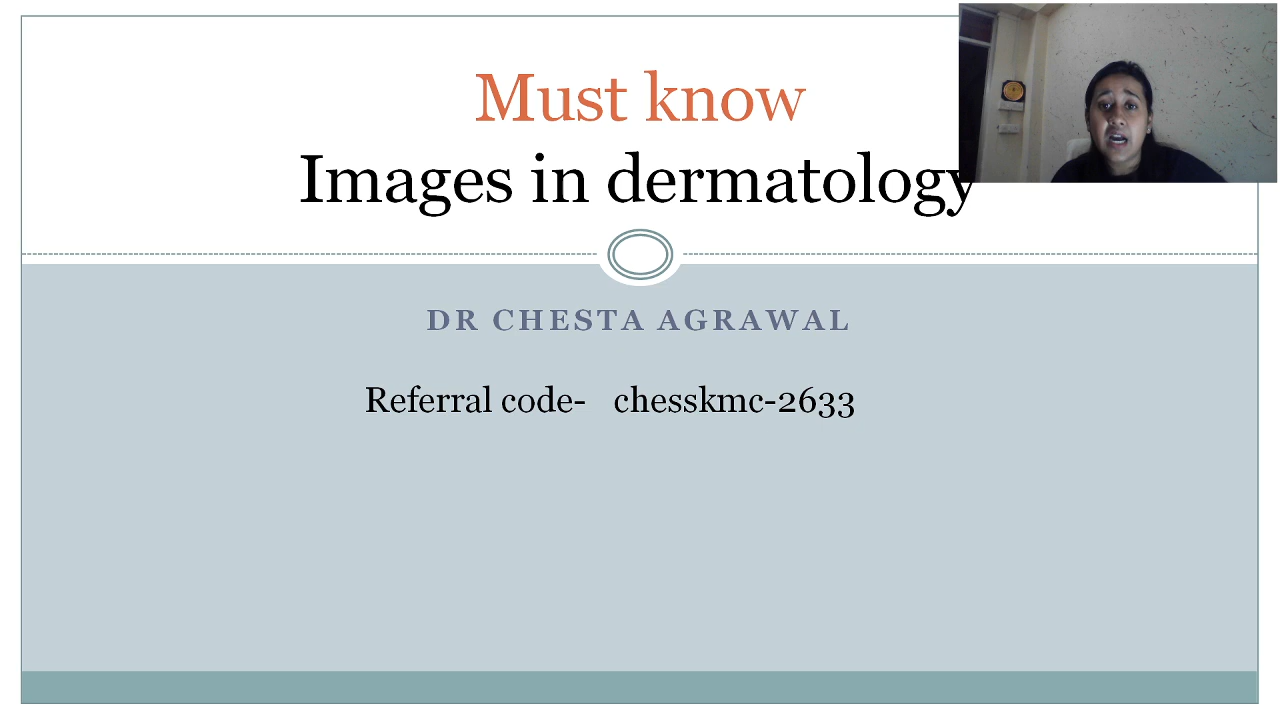 Must know
Images in dermatology
DR CHESTA AGRAWAL
Referral code- chesskmc-2633